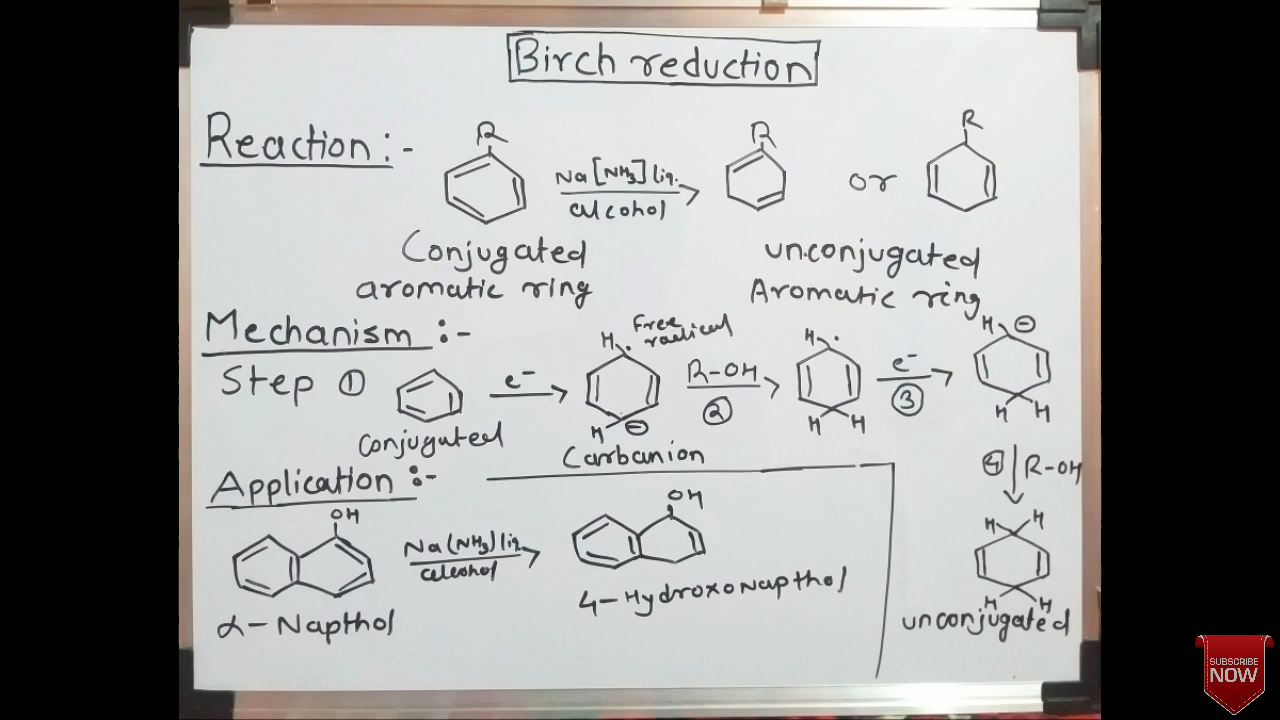 Birch reduction
Reaction :-
R
Na [NH₃] liq.
alcohol
R
or
R
Conjugated
aromatic ring
unconjugated
Aromatic ring
Mechanism :-
Step ①
Conjugated
e⁻
H
Free
radical
H ⊖
Carbanion
R-OH
②
H
H H
e⁻
③
H ⊖
H H
④ R-OH
H H
H H
unconjugated
Application :-
OH
α-Napthol
Na (NH₃) liq.
alcohol
OH
4-Hydroxonapthol
SUBSCRIBE
NOW